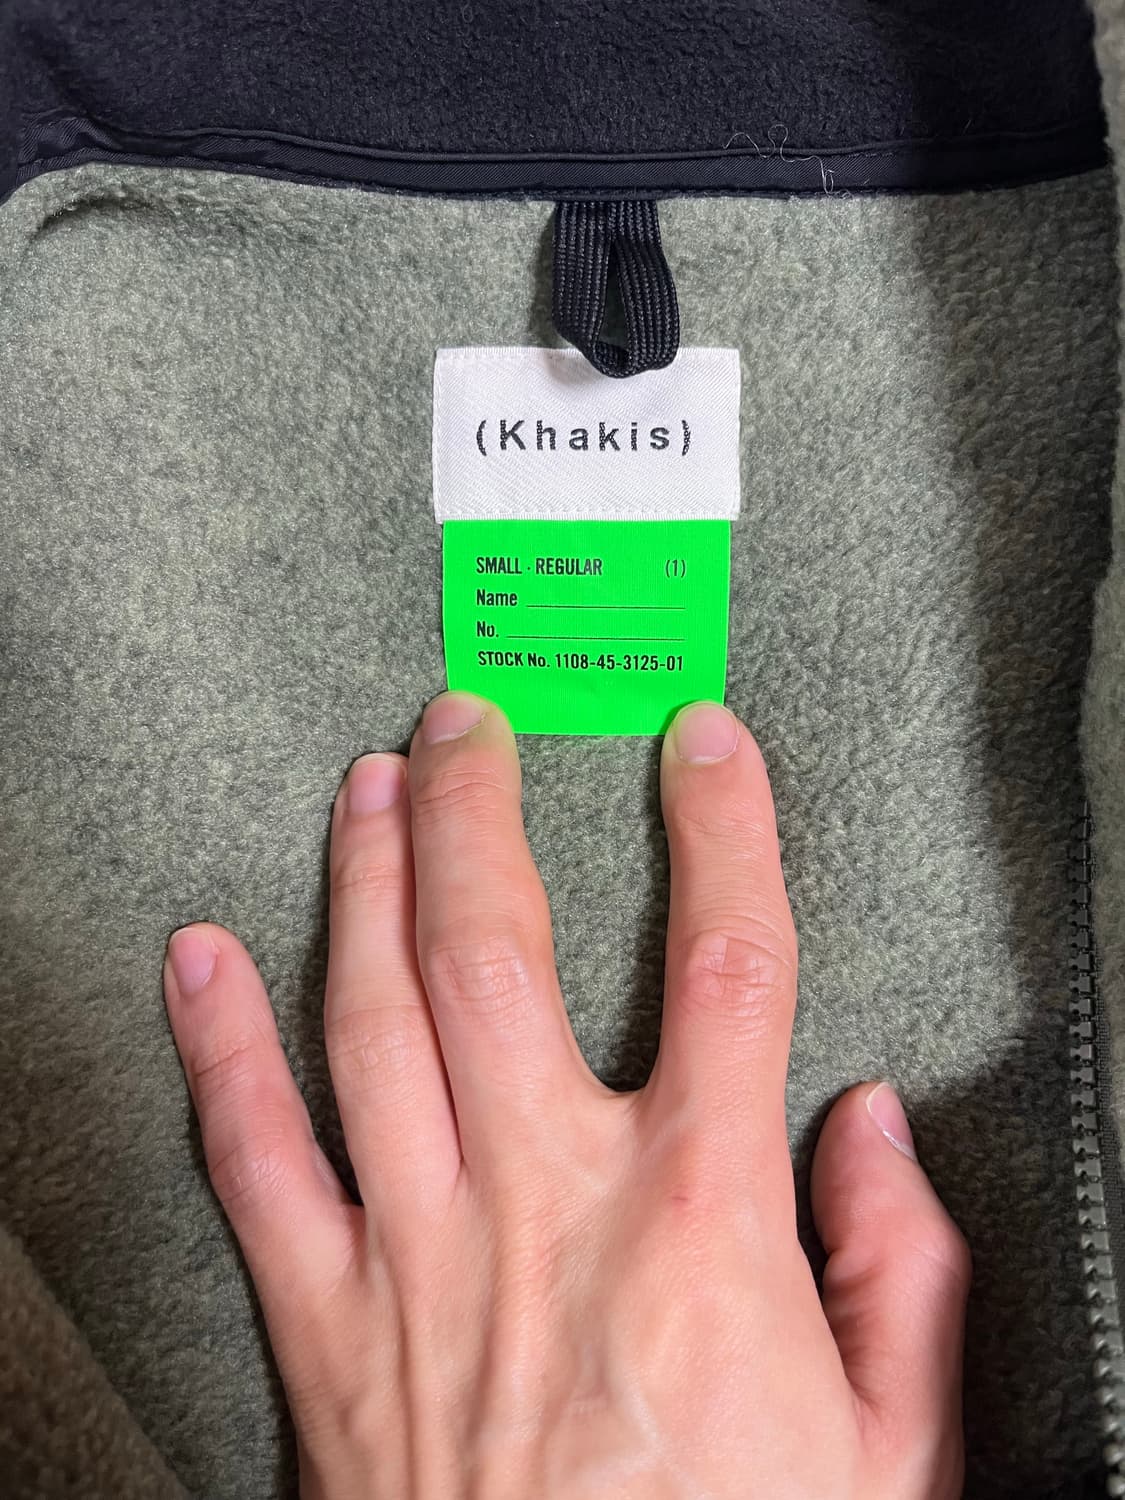 (Khakis)
SMALL · REGULAR (1)
Name
No.
STOCK No. 1108-45-3125-01